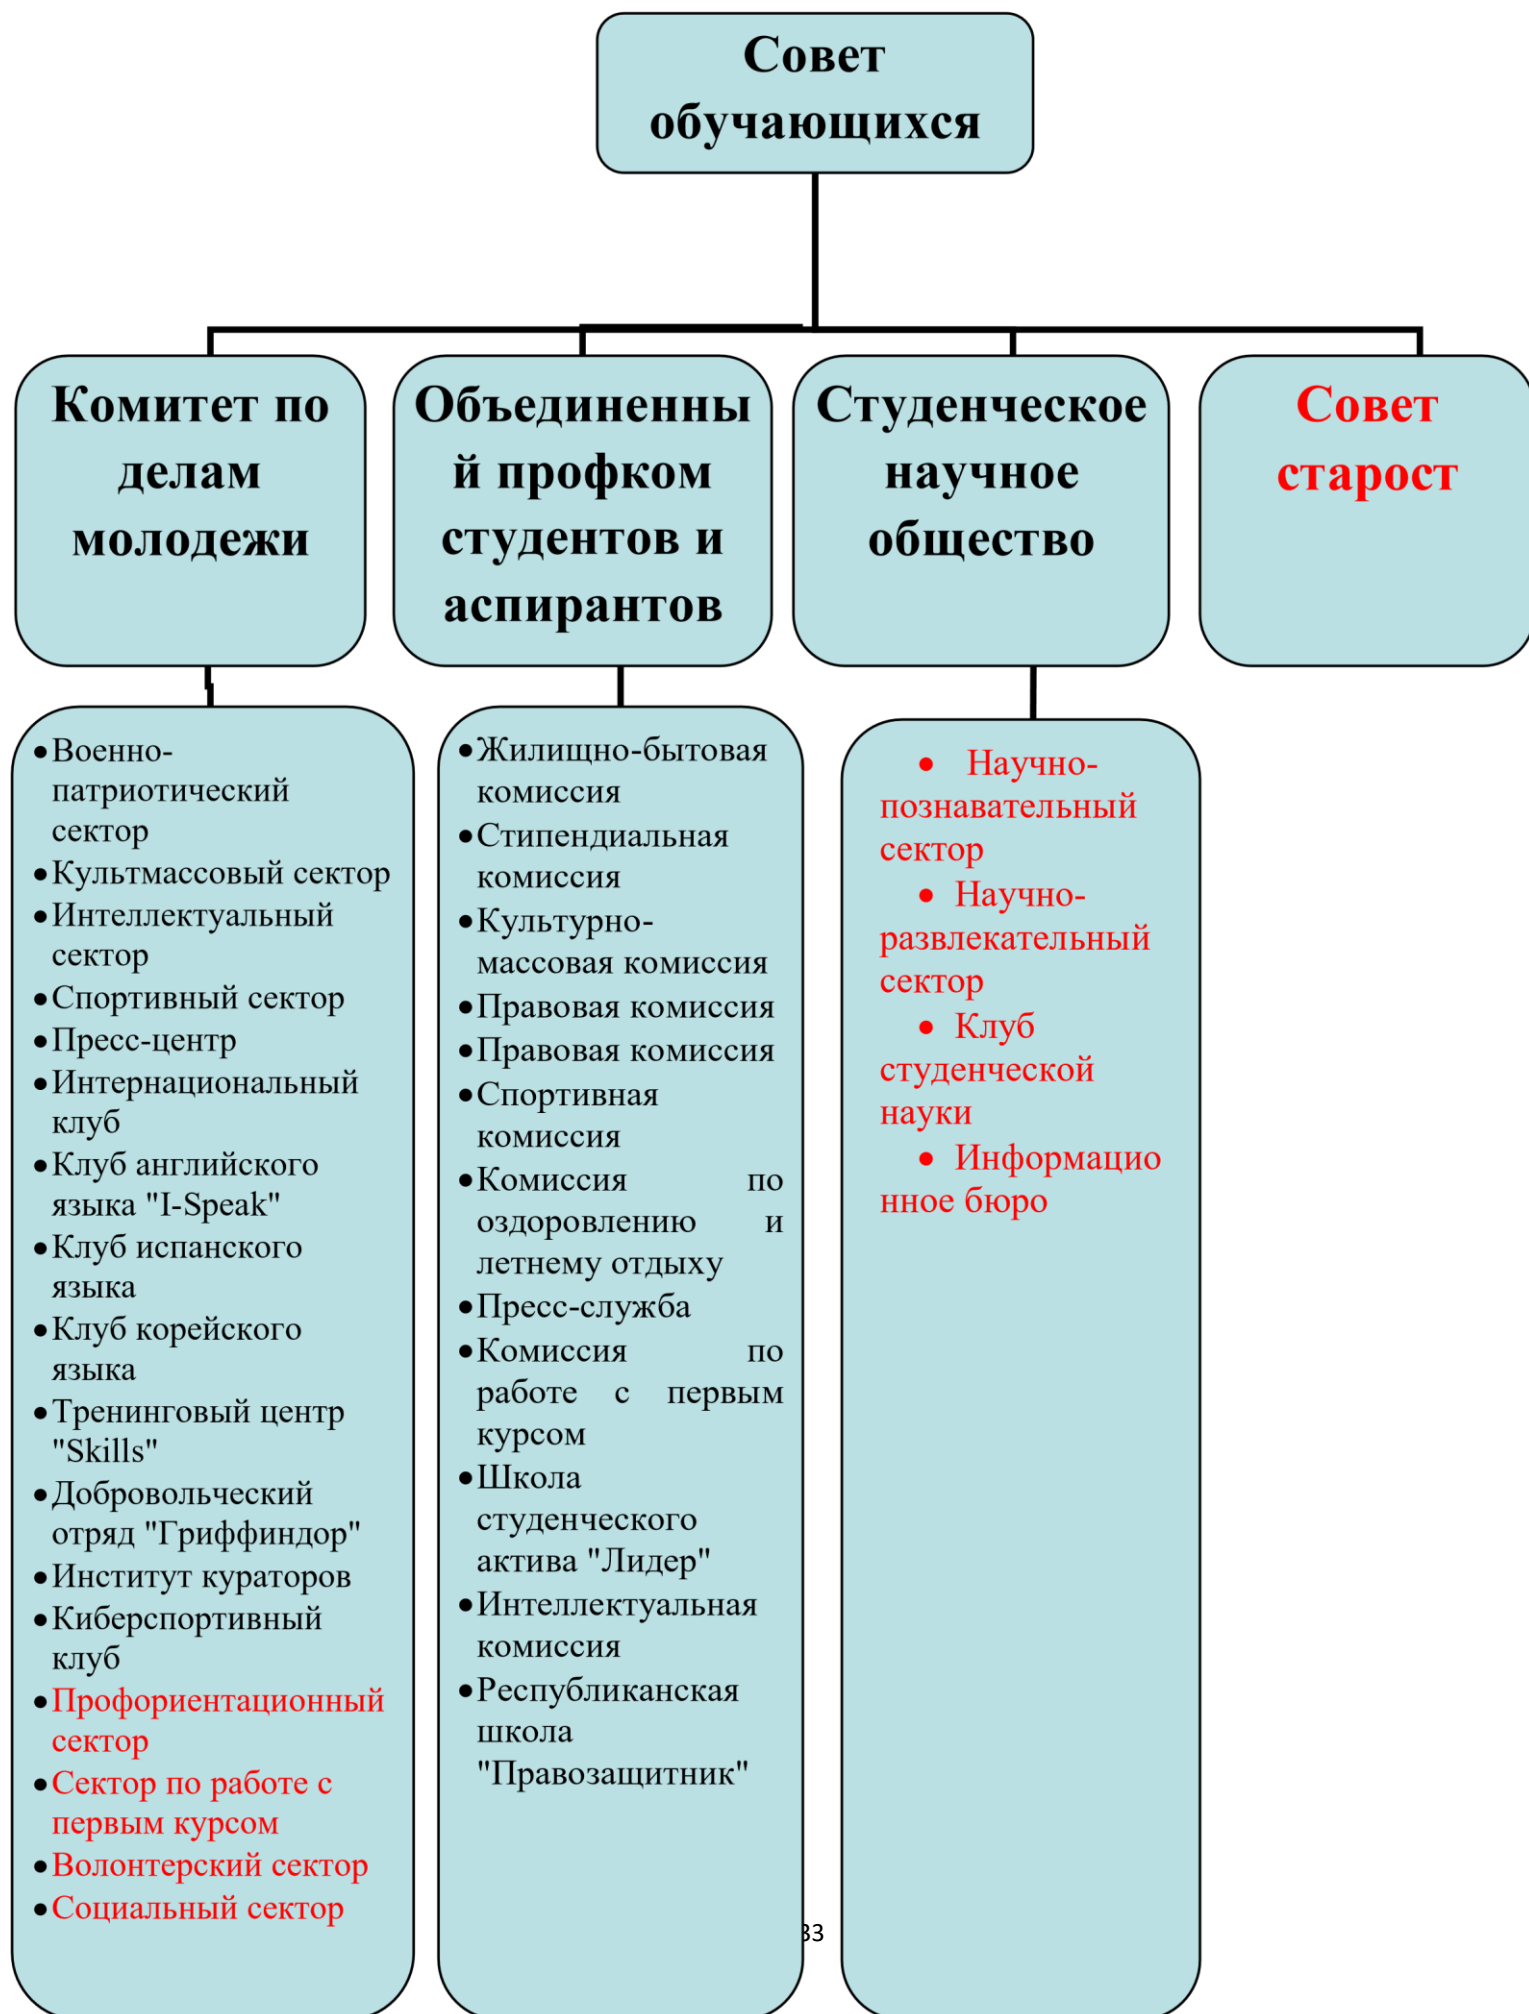 Совет
обучающихся
Комитет по
делам
молодежи
Объединенны
й профком
студентов и
аспирантов
Студенческое
научное
общество
Совет
старост
•Военно-
патриотический
сектор
•Культмассовый сектор
•Интеллектуальный
сектор
•Спортивный сектор
•Пресс-центр
•Интернациональный
клуб
•Клуб английского
языка "I-Speak"
•Клуб испанского
языка
•Клуб корейского
языка
•Тренинговый центр
"Skills"
•Добровольческий
отряд "Гриффиндор"
•Институт кураторов
•Киберспортивный
клуб
•Профориентационный
сектор
•Сектор по работе с
первым курсом
•Волонтерский сектор
•Социальный сектор
•Жилищно-бытовая
комиссия
•Стипендиальная
комиссия
•Культурно-
массовая комиссия
•Правовая комиссия
•Правовая комиссия
•Спортивная
комиссия
•Комиссия по
оздоровлению и
летнему отдыху
•Пресс-служба
•Комиссия по
работе с первым
курсом
•Школа
студенческого
актива "Лидер"
•Интеллектуальная
комиссия
•Республиканская
школа
"Правозащитник"
• Научно-
познавательный
сектор
• Научно-
развлекательный
сектор
• Клуб
студенческой
науки
• Информацио
нное бюро
33